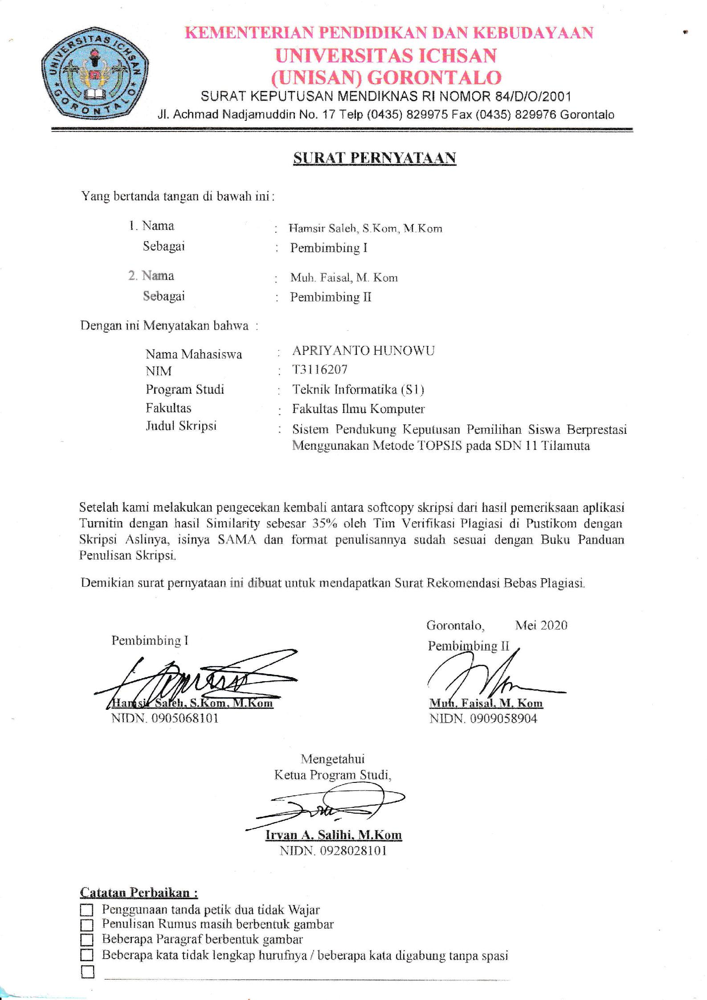 UNIVERSITAS ICHSAN
GORONTALO
KEMENTERIAN PENDIDIKAN DAN KEBUDAYAAN
UNIVERSITAS ICHSAN
(UNISAN) GORONTALO
SURAT KEPUTUSAN MENDIKNAS RI NOMOR 84/D/O/2001
Jl. Achmad Nadjamuddin No. 17 Telp (0435) 829975 Fax (0435) 829976 Gorontalo
SURAT PERNYATAAN
Yang bertanda tangan di bawah ini :
1. Nama : Hamsir Saleh, S.Kom, M.Kom
Sebagai : Pembimbing I
2. Nama : Muh. Faisal, M. Kom
Sebagai : Pembimbing II
Dengan ini Menyatakan bahwa :
Nama Mahasiswa : APRIYANTO HUNOWU
NIM : T3116207
Program Studi : Teknik Informatika (S1)
Fakultas : Fakultas Ilmu Komputer
Judul Skripsi : Sistem Pendukung Keputusan Pemilihan Siswa Berprestasi
Menggunakan Metode TOPSIS pada SDN 11 Tilamuta
Setelah kami melakukan pengecekan kembali antara softcopy skripsi dari hasil pemeriksaan aplikasi
Turnitin dengan hasil Similarity sebesar 35% oleh Tim Verifikasi Plagiasi di Pustikom dengan
Skripsi Aslinya, isinya SAMA dan format penulisannya sudah sesuai dengan Buku Panduan
Penulisan Skripsi.
Demikian surat pernyataan ini dibuat untuk mendapatkan Surat Rekomendasi Bebas Plagiasi.
Gorontalo, Mei 2020
Pembimbing I Pembimbing II
Hamsir Saleh, S.Kom, M.Kom Muh. Faisal, M. Kom
NIDN. 0905068101 NIDN. 0909058904
Mengetahui
Ketua Program Studi,
Irvan A. Salihi, M.Kom
NIDN. 0928028101
Catatan Perbaikan :
Penggunaan tanda petik dua tidak Wajar
Penulisan Rumus masih berbentuk gambar
Beberapa Paragraf berbentuk gambar
Beberapa kata tidak lengkap hurufnya / beberapa kata digabung tanpa spasi